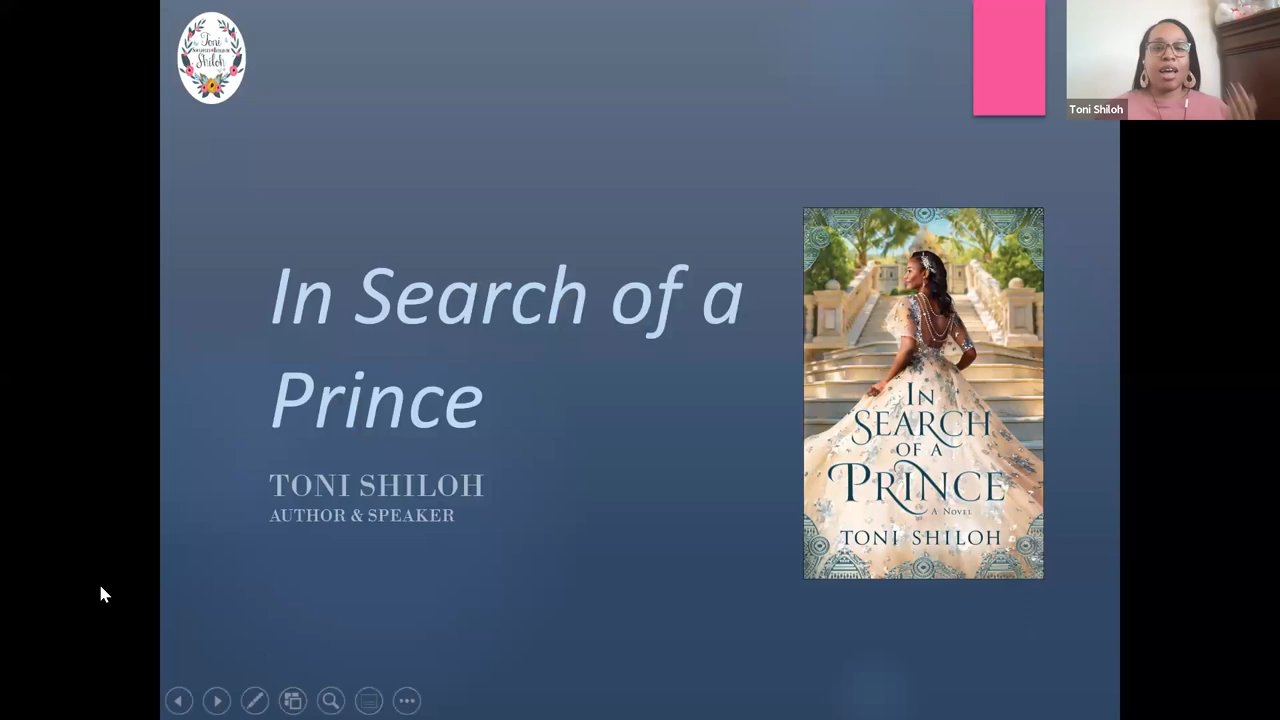 Toni
Shiloh
Toni Shiloh
In Search of a
Prince
TONI SHILOH
AUTHOR & SPEAKER
IN
SEARCH
OF A
PRINCE
A NOVEL
TONI SHILOH